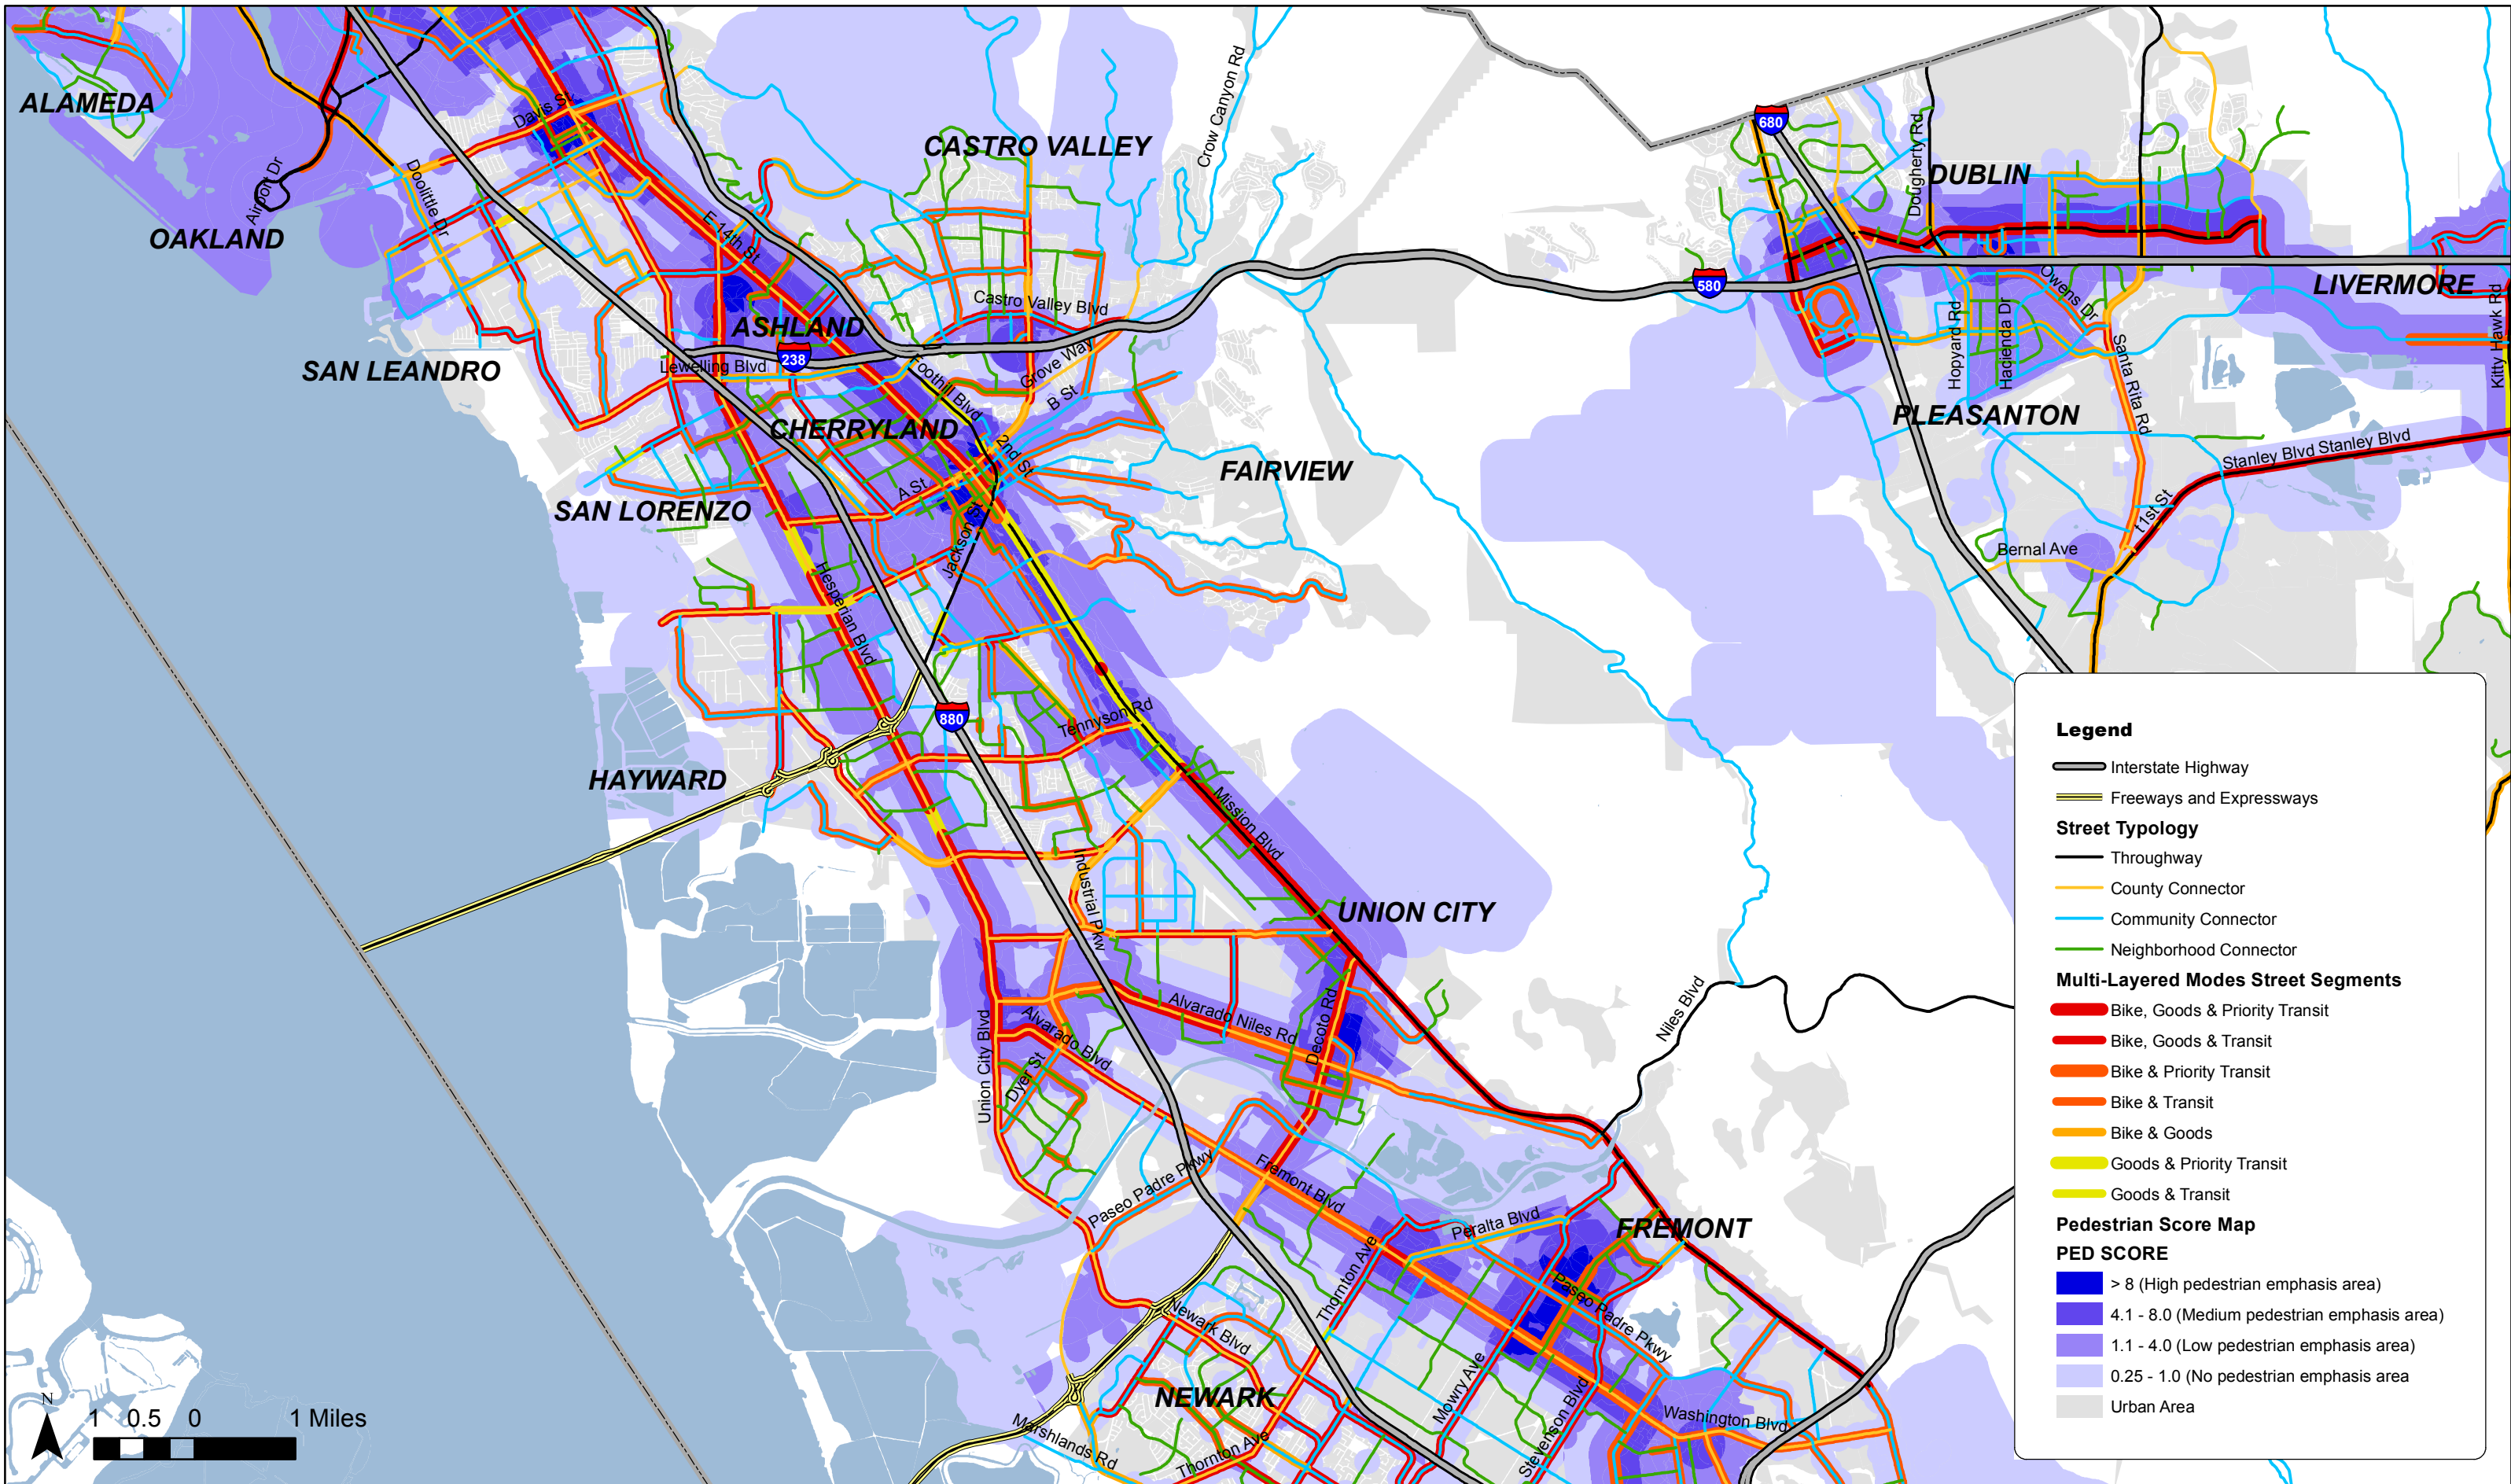 ALAMEDA
OAKLAND
Airport Dr
Doolittle Dr
Davis St
E 14th St
CASTRO VALLEY
Crow Canyon Rd
Castro Valley Blvd
ASHLAND
238
Lewelling Blvd
SAN LEANDRO
Foothill Blvd
Grove Way
B St
CHERRYLAND
2nd St
A St
FAIRVIEW
SAN LORENZO
Jackson St
Hesperian Blvd
680
Dougherty Rd
DUBLIN
580
LIVERMORE
Owens Dr
Hopyard Rd
Hacienda Dr
Santa Rita Rd
Kitty Hawk Rd
PLEASANTON
Stanley Blvd Stanley Blvd
t1st St
Bernal Ave
880
Tennyson Rd
HAYWARD
Mission Blvd
Industrial Pkw
UNION CITY
Alvarado Niles Rd
Decoto Rd
Niles Blvd
Alvarado Blvd
Union City Blvd
Dyer St
Paseo Padre Pkwy
Fremont Blvd
Peralta Blvd
FREMONT
Thornton Ave
Paseo Padre Pkwy
Newark Blvd
NEWARK
Mowry Ave
Stevenson Blvd
Washington Blvd
Marshlands Rd
Thornton Ave
N
1 0.5 0 1 Miles
Legend
Interstate Highway
Freeways and Expressways
Street Typology
Throughway
County Connector
Community Connector
Neighborhood Connector
Multi-Layered Modes Street Segments
Bike, Goods & Priority Transit
Bike, Goods & Transit
Bike & Priority Transit
Bike & Transit
Bike & Goods
Goods & Priority Transit
Goods & Transit
Pedestrian Score Map
PED SCORE
> 8 (High pedestrian emphasis area)
4.1 - 8.0 (Medium pedestrian emphasis area)
1.1 - 4.0 (Low pedestrian emphasis area)
0.25 - 1.0 (No pedestrian emphasis area
Urban Area